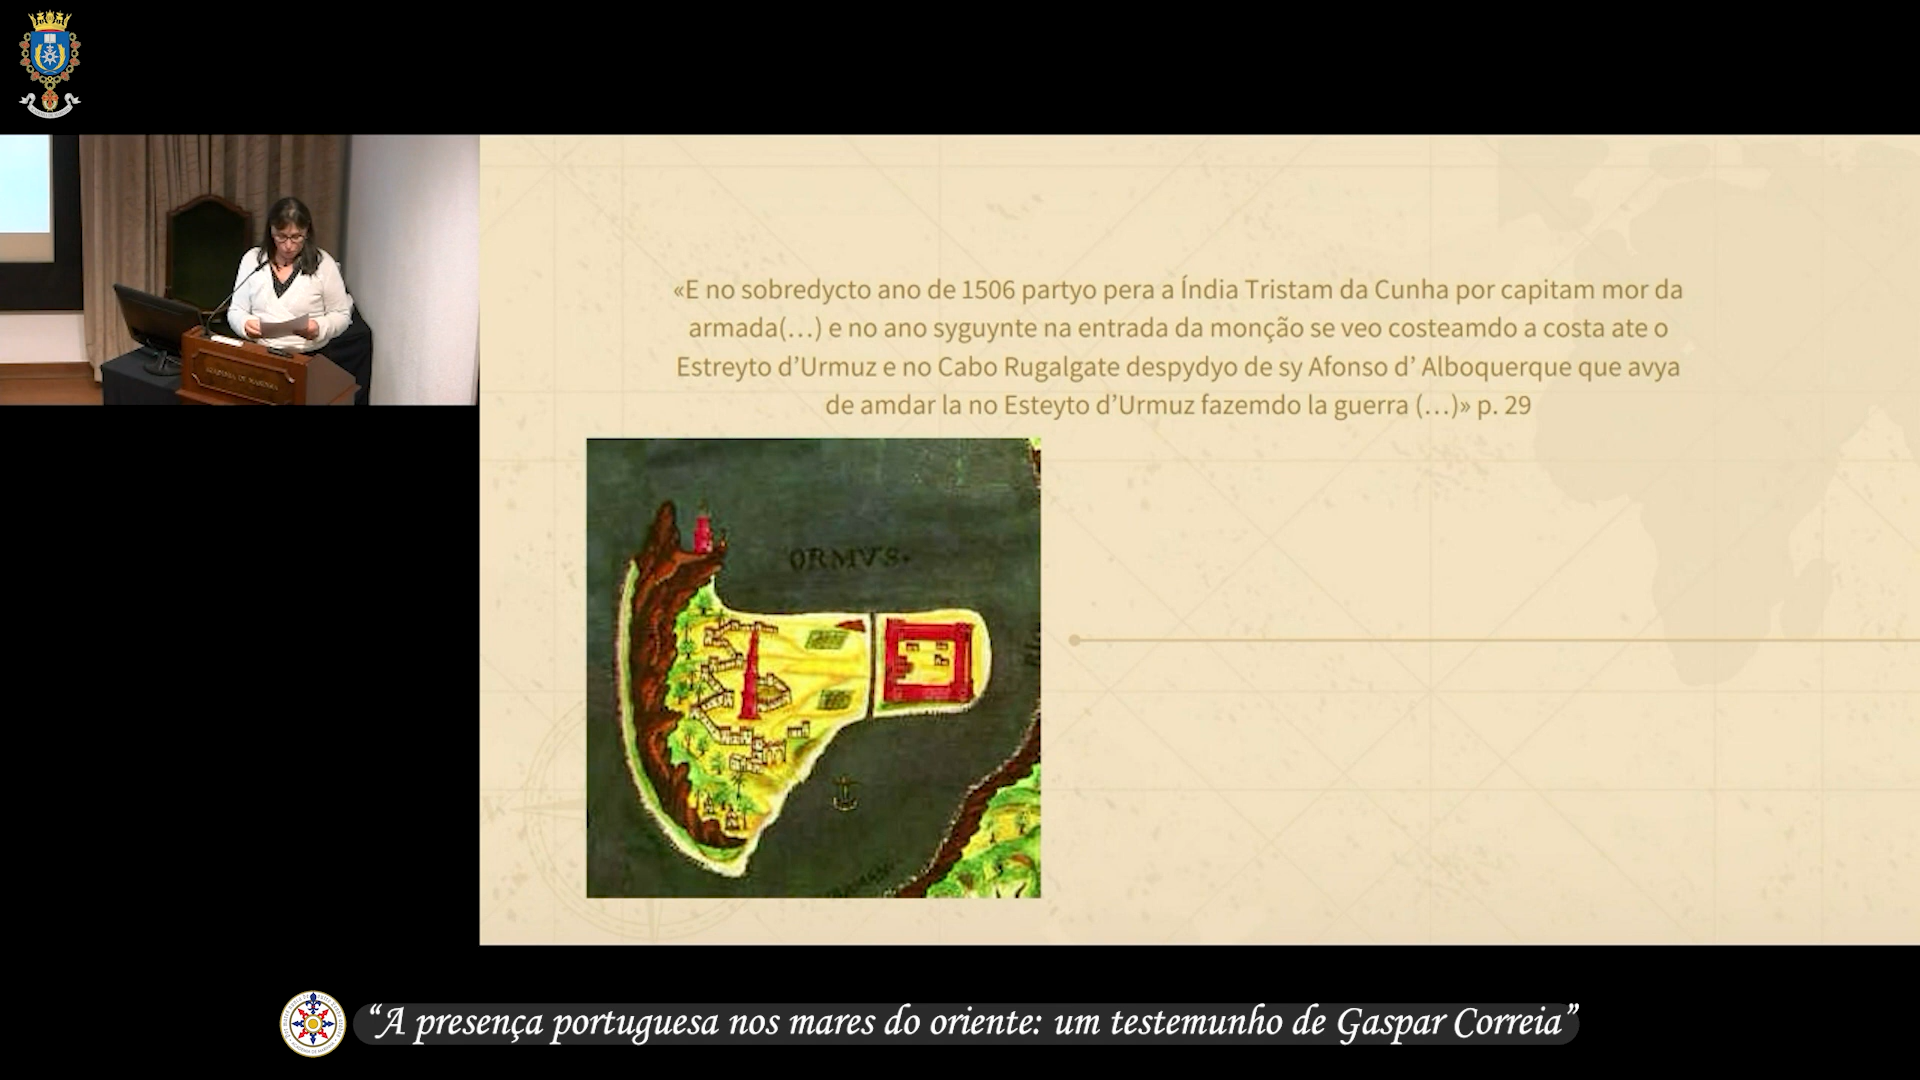 ACADEMIA DE MARINHA
«E no sobredycto ano de 1506 partyo pera a Índia Tristam da Cunha por capitam mor da
armada(…) e no ano syguynte na entrada da monção se veo costeamdo a costa ate o
Estreyto d’Urmuz e no Cabo Rugalgate despydyo de sy Afonso d’ Alboquerque que avya
de amdar la no Esteyto d’Urmuz fazemdo la guerra (…)» p. 29
ORMVS.
“A presença portuguesa nos mares do oriente: um testemunho de Gaspar Correia”